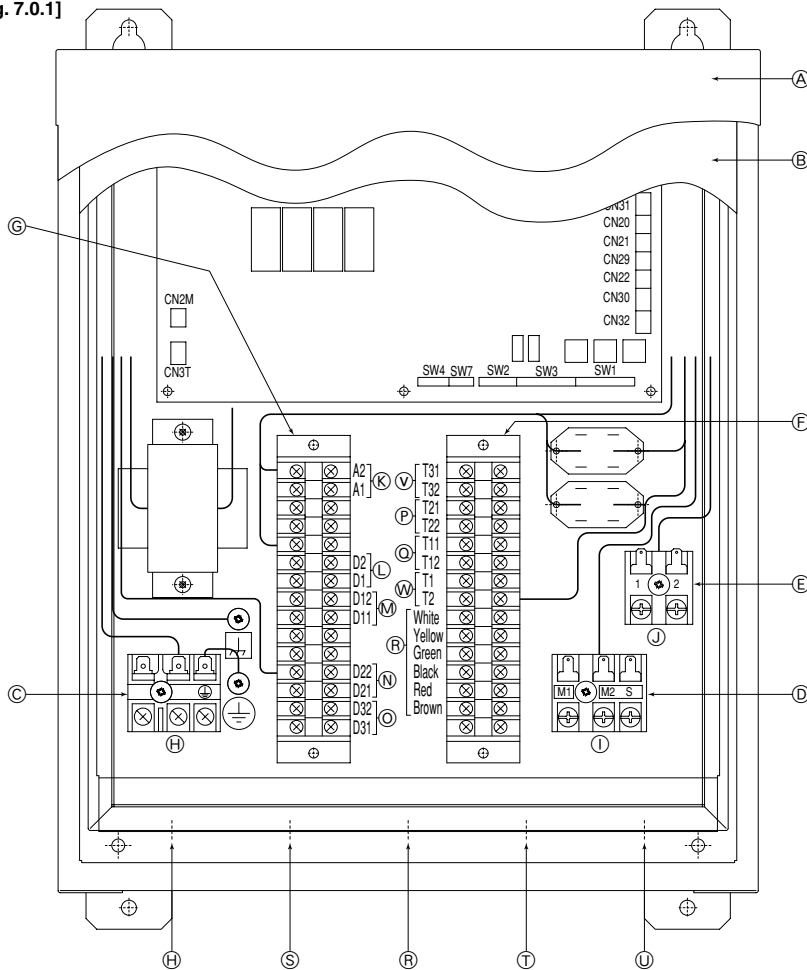 g. 7.0.1]
Ⓐ
Ⓑ
CN31
CN20
Ⓖ
CN21
CN29
CN22
CN2M
CN30
CN32
CN3T
SW4 SW7 SW2 SW3 SW1
Ⓕ
A2 Ⓚ Ⓥ T31
A1 T32
Ⓟ T21
T22
Ⓠ T11
D2 Ⓛ T12
D1 Ⓦ T1
1 2 Ⓔ
D12 Ⓜ T2
D11 White
Ⓙ
Yellow
Ⓡ Green
D22 Ⓝ Black
Ⓒ D21 Red M1 M2 S Ⓓ
D32 Ⓞ Brown
D31
Ⓗ Ⓘ
Ⓗ Ⓢ Ⓡ Ⓣ Ⓤ